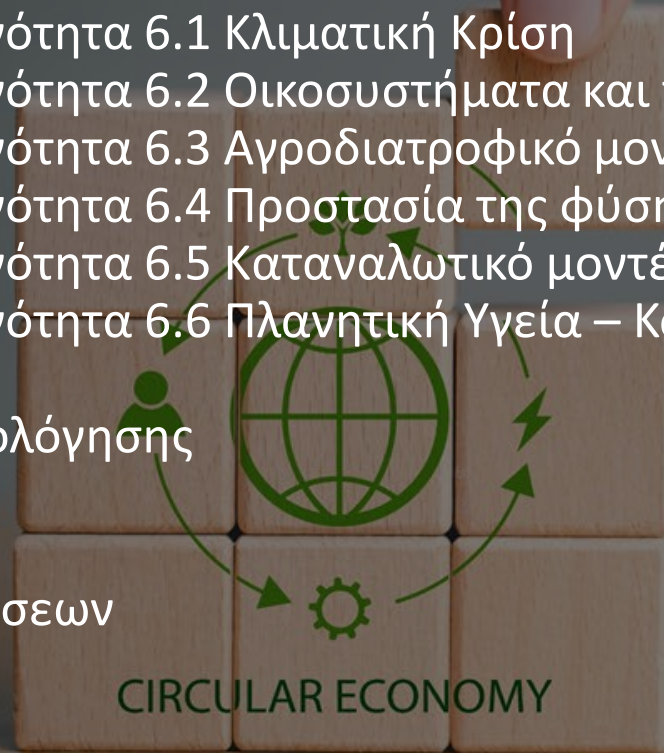 νότητα 6.1 Κλιματική Κρίση
νότητα 6.2 Οικοσυστήματα και
νότητα 6.3 Αγροδιατροφικό μον
νότητα 6.4 Προστασία της φύση
νότητα 6.5 Καταναλωτικό μοντέ
νότητα 6.6 Πλανητική Υγεία – Κ
ολόγησης
σεων
CIRCULAR ECONOMY